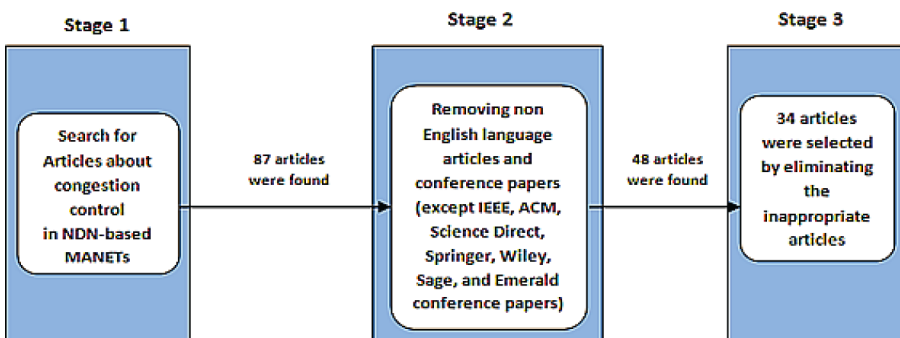 Stage 1
Search for
Articles about
congestion
control
in NDN-based
MANETs
87 articles
were found
Stage 2
Removing non
English language
articles and
conference papers
(except IEEE, ACM,
Science Direct,
Springer, Wiley,
Sage, and Emerald
conference papers)
48 articles
were found
Stage 3
34 articles
were selected
by eliminating
the
inappropriate
articles